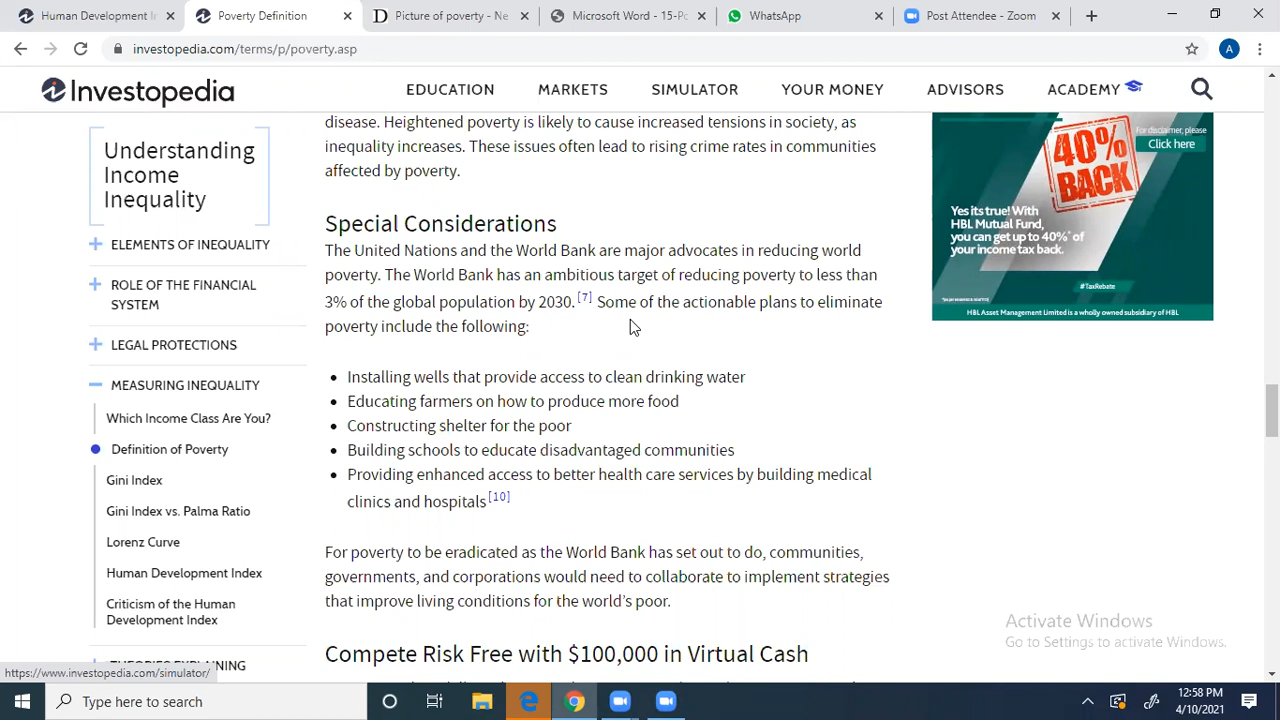 Human Development I
Poverty Definition
Picture of poverty - Ne
Microsoft Word - 15-Po
WhatsApp
Post Attendee - Zoom
investopedia.com/terms/p/poverty.asp
A
Investopedia
EDUCATION
MARKETS
SIMULATOR
YOUR MONEY
ADVISORS
ACADEMY
Understanding
Income
Inequality
ELEMENTS OF INEQUALITY
ROLE OF THE FINANCIAL
SYSTEM
LEGAL PROTECTIONS
MEASURING INEQUALITY
Which Income Class Are You?
Definition of Poverty
Gini Index
Gini Index vs. Palma Ratio
Lorenz Curve
Human Development Index
Criticism of the Human
Development Index
THEORIES EXPLAINING
https://www.investopedia.com/simulator/
disease. Heightened poverty is likely to cause increased tensions in society, as
inequality increases. These issues often lead to rising crime rates in communities
affected by poverty.
Special Considerations
The United Nations and the World Bank are major advocates in reducing world
poverty. The World Bank has an ambitious target of reducing poverty to less than
3% of the global population by 2030.[7] Some of the actionable plans to eliminate
poverty include the following:
• Installing wells that provide access to clean drinking water
• Educating farmers on how to produce more food
• Constructing shelter for the poor
• Building schools to educate disadvantaged communities
• Providing enhanced access to better health care services by building medical
clinics and hospitals[10]
For poverty to be eradicated as the World Bank has set out to do, communities,
governments, and corporations would need to collaborate to implement strategies
that improve living conditions for the world's poor.
Compete Risk Free with $100,000 in Virtual Cash
For disclaimer, please
Click here
40%
BACK
Yes its true! With
HBL Mutual Fund,
you can get up to 40%* of
your income tax back.
#TaxRebate
HBL Asset Management Limited is a wholly owned subsidiary of HBL
Activate Windows
Go to Settings to activate Windows.
Type here to search
12:58 PM
4/10/2021